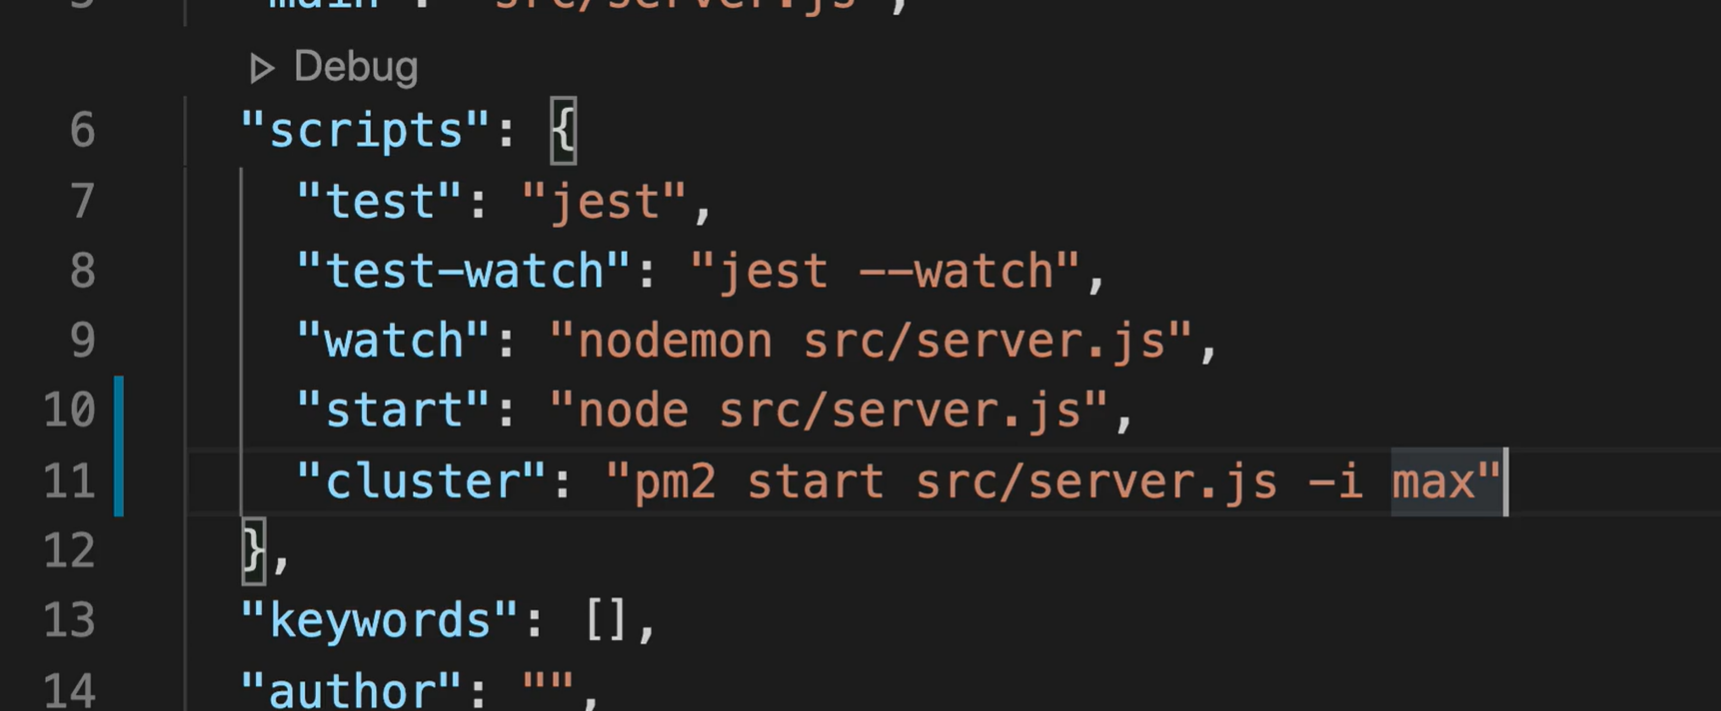 5 "main": "src/server.js",
Debug
6 "scripts": {
7 "test": "jest",
8 "test-watch": "jest --watch",
9 "watch": "nodemon src/server.js",
10 "start": "node src/server.js",
11 "cluster": "pm2 start src/server.js -i max"
12 },
13 "keywords": [],
14 "author": "",